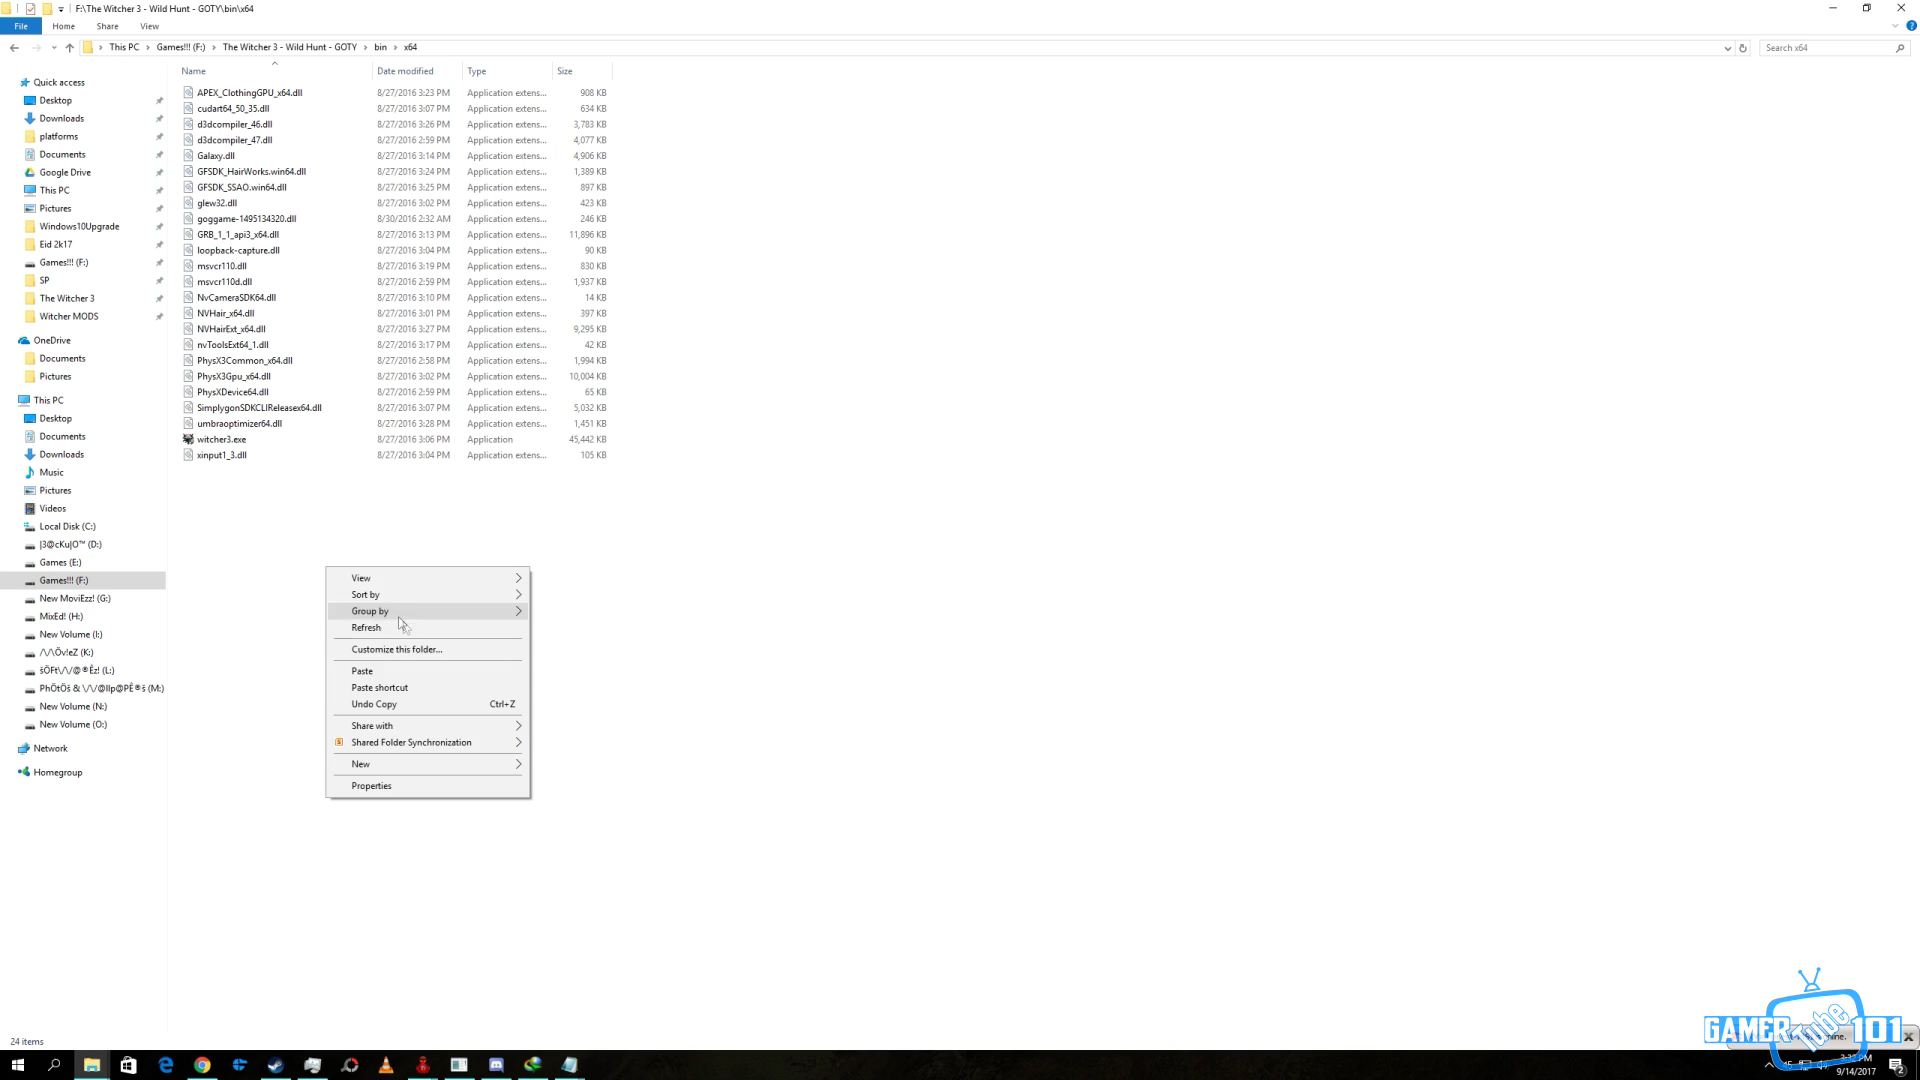 F:\The Witcher 3 - Wild Hunt - GOTY\bin\x64
File Home Share View
This PC Games!!! (F:) The Witcher 3 - Wild Hunt - GOTY bin x64
Search x64
Name Date modified Type Size
APEX_ClothingGPU_x64.dll 8/27/2016 3:23 PM Application extens... 908 KB
cudart64_50_35.dll 8/27/2016 3:07 PM Application extens... 634 KB
d3dcompiler_46.dll 8/27/2016 3:26 PM Application extens... 3,783 KB
d3dcompiler_47.dll 8/27/2016 2:59 PM Application extens... 4,077 KB
Galaxy.dll 8/27/2016 3:14 PM Application extens... 4,906 KB
GFSDK_HairWorks.win64.dll 8/27/2016 3:24 PM Application extens... 1,389 KB
GFSDK_SSAO.win64.dll 8/27/2016 3:25 PM Application extens... 897 KB
glew32.dll 8/27/2016 3:02 PM Application extens... 423 KB
goggame-1495134320.dll 8/30/2016 2:32 AM Application extens... 246 KB
GRB_1_1_api3_x64.dll 8/27/2016 3:13 PM Application extens... 11,896 KB
loopback-capture.dll 8/27/2016 3:04 PM Application extens... 90 KB
msvcr110.dll 8/27/2016 3:19 PM Application extens... 830 KB
msvcr110d.dll 8/27/2016 2:59 PM Application extens... 1,937 KB
NvCameraSDK64.dll 8/27/2016 3:10 PM Application extens... 14 KB
NVHair_x64.dll 8/27/2016 3:01 PM Application extens... 397 KB
NVHairExt_x64.dll 8/27/2016 3:27 PM Application extens... 9,295 KB
nvToolsExt64_1.dll 8/27/2016 3:17 PM Application extens... 42 KB
PhysX3Common_x64.dll 8/27/2016 2:58 PM Application extens... 1,994 KB
PhysX3Gpu_x64.dll 8/27/2016 3:02 PM Application extens... 10,004 KB
PhysXDevice64.dll 8/27/2016 2:59 PM Application extens... 65 KB
SimplygonSDKCLIReleasex64.dll 8/27/2016 3:07 PM Application extens... 5,032 KB
umbraoptimizer64.dll 8/27/2016 3:28 PM Application extens... 1,451 KB
witcher3.exe 8/27/2016 3:06 PM Application 45,442 KB
xinput1_3.dll 8/27/2016 3:04 PM Application extens... 105 KB
Quick access
Desktop
Downloads
platforms
Documents
Google Drive
This PC
Pictures
Windows10Upgrade
Eid 2k17
Games!!! (F:)
SP
The Witcher 3
Witcher MODS
OneDrive
Documents
Pictures
This PC
Desktop
Documents
Downloads
Music
Pictures
Videos
Local Disk (C:)
|3@cKu|O™ (D:)
Games (E:)
Games!!! (F:)
New MoviEzz! (G:)
MixEd! (H:)
New Volume (I:)
/\/\Öv!eZ (K:)
šÖFt\/\/@®Êz! (L:)
PhÖtÖš & \/\/@llp@PÊ®š (M:)
New Volume (N:)
New Volume (O:)
Network
Homegroup
View
Sort by
Group by
Refresh
Customize this folder...
Paste
Paste shortcut
Undo Copy Ctrl+Z
Share with
Shared Folder Synchronization
New
Properties
24 items
GAMER Tube 101
9/14/2017